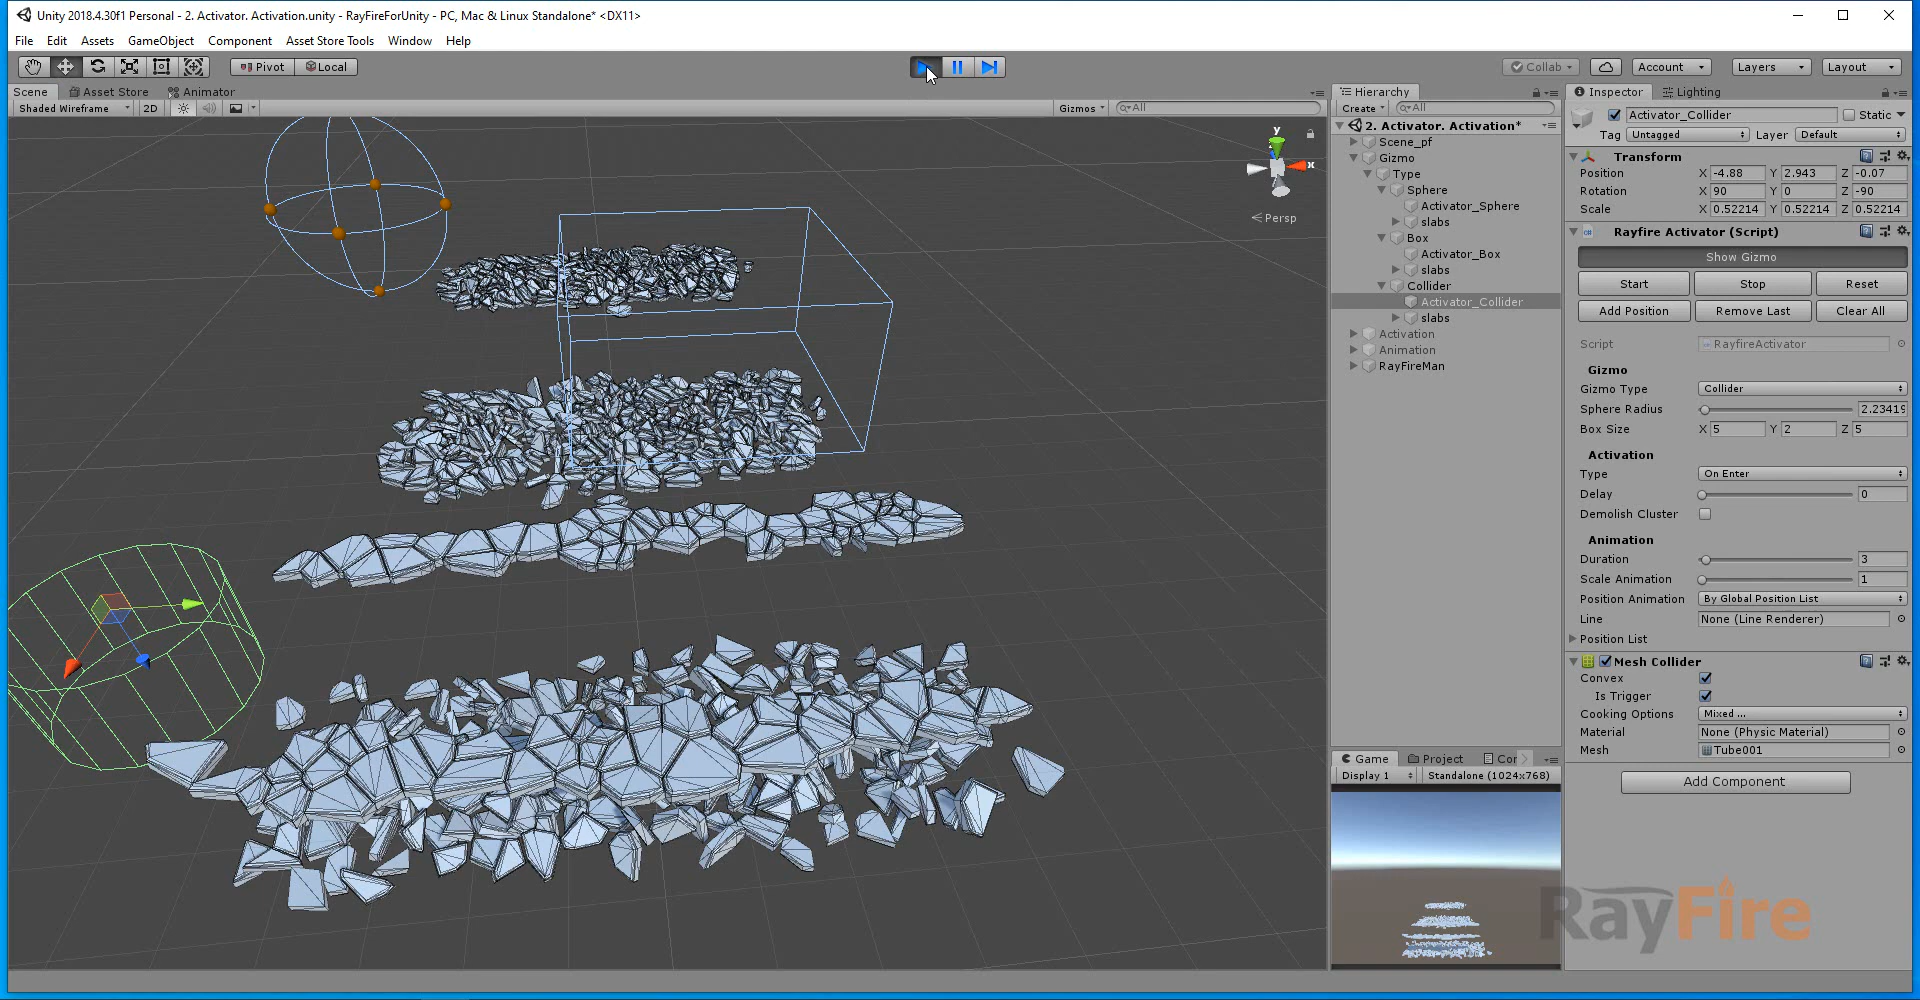 Unity 2018.4.30f1 Personal - 2. Activator. Activation.unity - RayFireForUnity - PC, Mac & Linux Standalone* <DX11>
File Edit Assets GameObject Component Asset Store Tools Window Help
Pivot Local Collab Account Layers Layout
Scene Asset Store Animator
Shaded Wireframe 2D Gizmos All
y
x
Persp
Hierarchy
Create All
2. Activator. Activation*
Scene_pf
Gizmo
Type
Sphere
Activator_Sphere
slabs
Box
Activator_Box
slabs
Collider
Activator_Collider
slabs
Activation
Animation
RayFireMan
Game Project Cor
Display 1 Standalone (1024x768)
Inspector Lighting
Activator_Collider Static
Tag Untagged Layer Default
Transform
Position X -4.88 Y 2.943 Z -0.07
Rotation X 90 Y 0 Z -90
Scale X 0.52214 Y 0.52214 Z 0.52214
Rayfire Activator (Script)
Show Gizmo
Start Stop Reset
Add Position Remove Last Clear All
Script RayfireActivator
Gizmo
Gizmo Type Collider
Sphere Radius 2.23419
Box Size X 5 Y 2 Z 5
Activation
Type On Enter
Delay 0
Demolish Cluster
Animation
Duration 3
Scale Animation 1
Position Animation By Global Position List
Line None (Line Renderer)
Position List
Mesh Collider
Convex
Is Trigger
Cooking Options Mixed ...
Material None (Physic Material)
Mesh Tube001
Add Component
RayFire